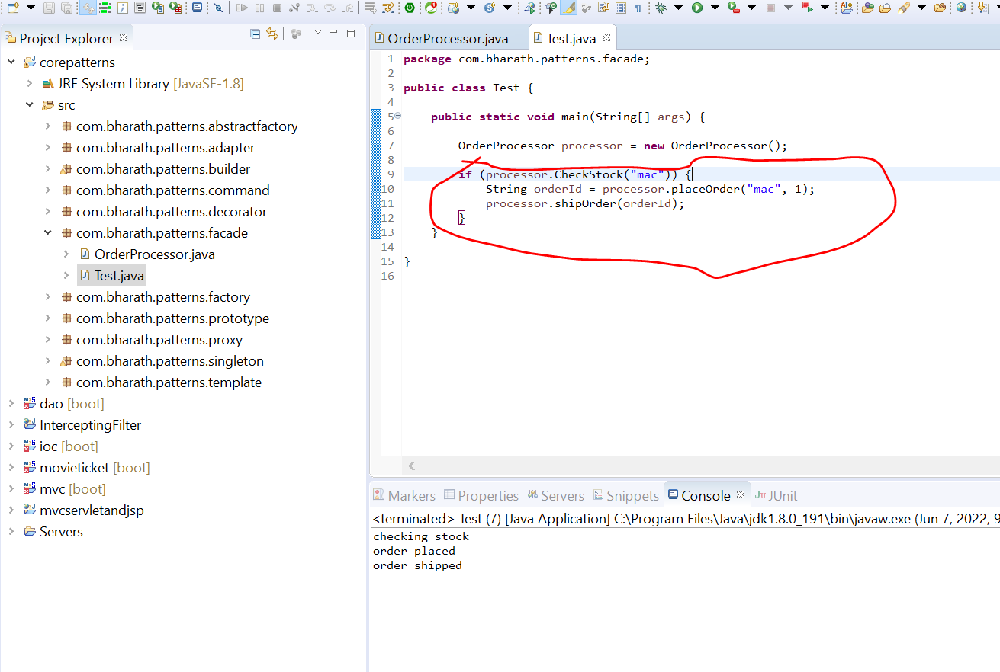 Project Explorer
corepatterns
JRE System Library [JavaSE-1.8]
src
com.bharath.patterns.abstractfactory
com.bharath.patterns.adapter
com.bharath.patterns.builder
com.bharath.patterns.command
com.bharath.patterns.decorator
com.bharath.patterns.facade
OrderProcessor.java
Test.java
com.bharath.patterns.factory
com.bharath.patterns.prototype
com.bharath.patterns.proxy
com.bharath.patterns.singleton
com.bharath.patterns.template
dao [boot]
InterceptingFilter
ioc [boot]
movieticket [boot]
mvc [boot]
mvcservletandjsp
Servers
OrderProcessor.java Test.java
1 package com.bharath.patterns.facade;
2
3 public class Test {
4
5 public static void main(String[] args) {
6
7 OrderProcessor processor = new OrderProcessor();
8
9 if (processor.CheckStock("mac")) {
10 String orderId = processor.placeOrder("mac", 1);
11 processor.shipOrder(orderId);
12 }
13 }
14
15 }
16
Markers Properties Servers Snippets Console JUnit
<terminated> Test (7) [Java Application] C:\Program Files\Java\jdk1.8.0_191\bin\javaw.exe (Jun 7, 2022, 9
checking stock
order placed
order shipped